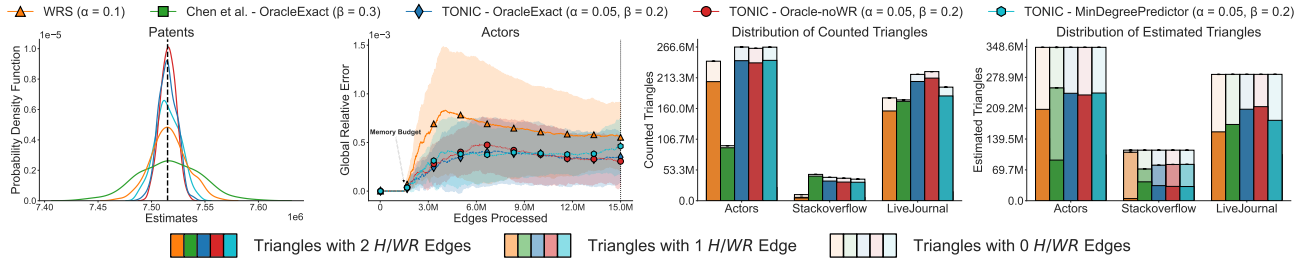 WRS (α = 0.1)
Chen et al. - OracleExact (β = 0.3)
TONIC - OracleExact (α = 0.05, β = 0.2)
TONIC - Oracle-noWR (α = 0.05, β = 0.2)
TONIC - MinDegreePredictor (α = 0.05, β = 0.2)
Patents
1e−5
Probability Density Function
1.0
0.8
0.6
0.4
0.2
0.0
7.40
7.45
7.50
7.55
7.60
Estimates
1e6
Actors
1e−3
Global Relative Error
1.5
1.0
0.5
0.0
Memory Budget
0
3.0M
6.0M
9.0M
12.0M
15.0M
Edges Processed
Distribution of Counted Triangles
Counted Triangles
266.6M
213.3M
160.0M
106.7M
53.3M
0.0
Actors
Stackoverflow
LiveJournal
Distribution of Estimated Triangles
Estimated Triangles
348.6M
278.9M
209.2M
139.5M
69.7M
0.0
Actors
Stackoverflow
LiveJournal
Triangles with 2 H/WR Edges
Triangles with 1 H/WR Edge
Triangles with 0 H/WR Edges